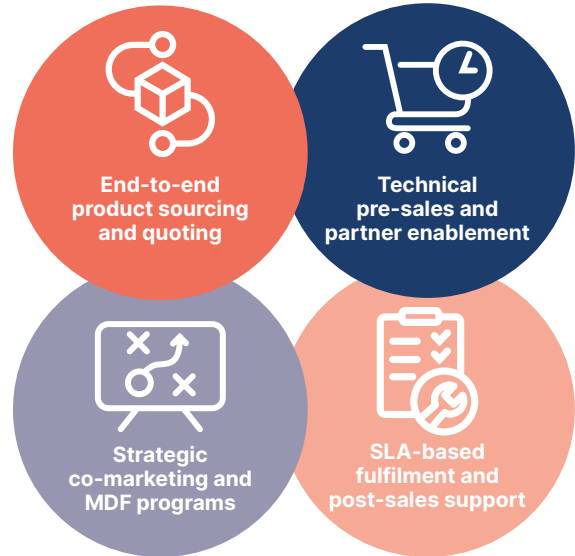 End-to-end
product sourcing
and quoting
Technical
pre-sales and
partner enablement
Strategic
co-marketing and
MDF programs
SLA-based
fulfilment and
post-sales support